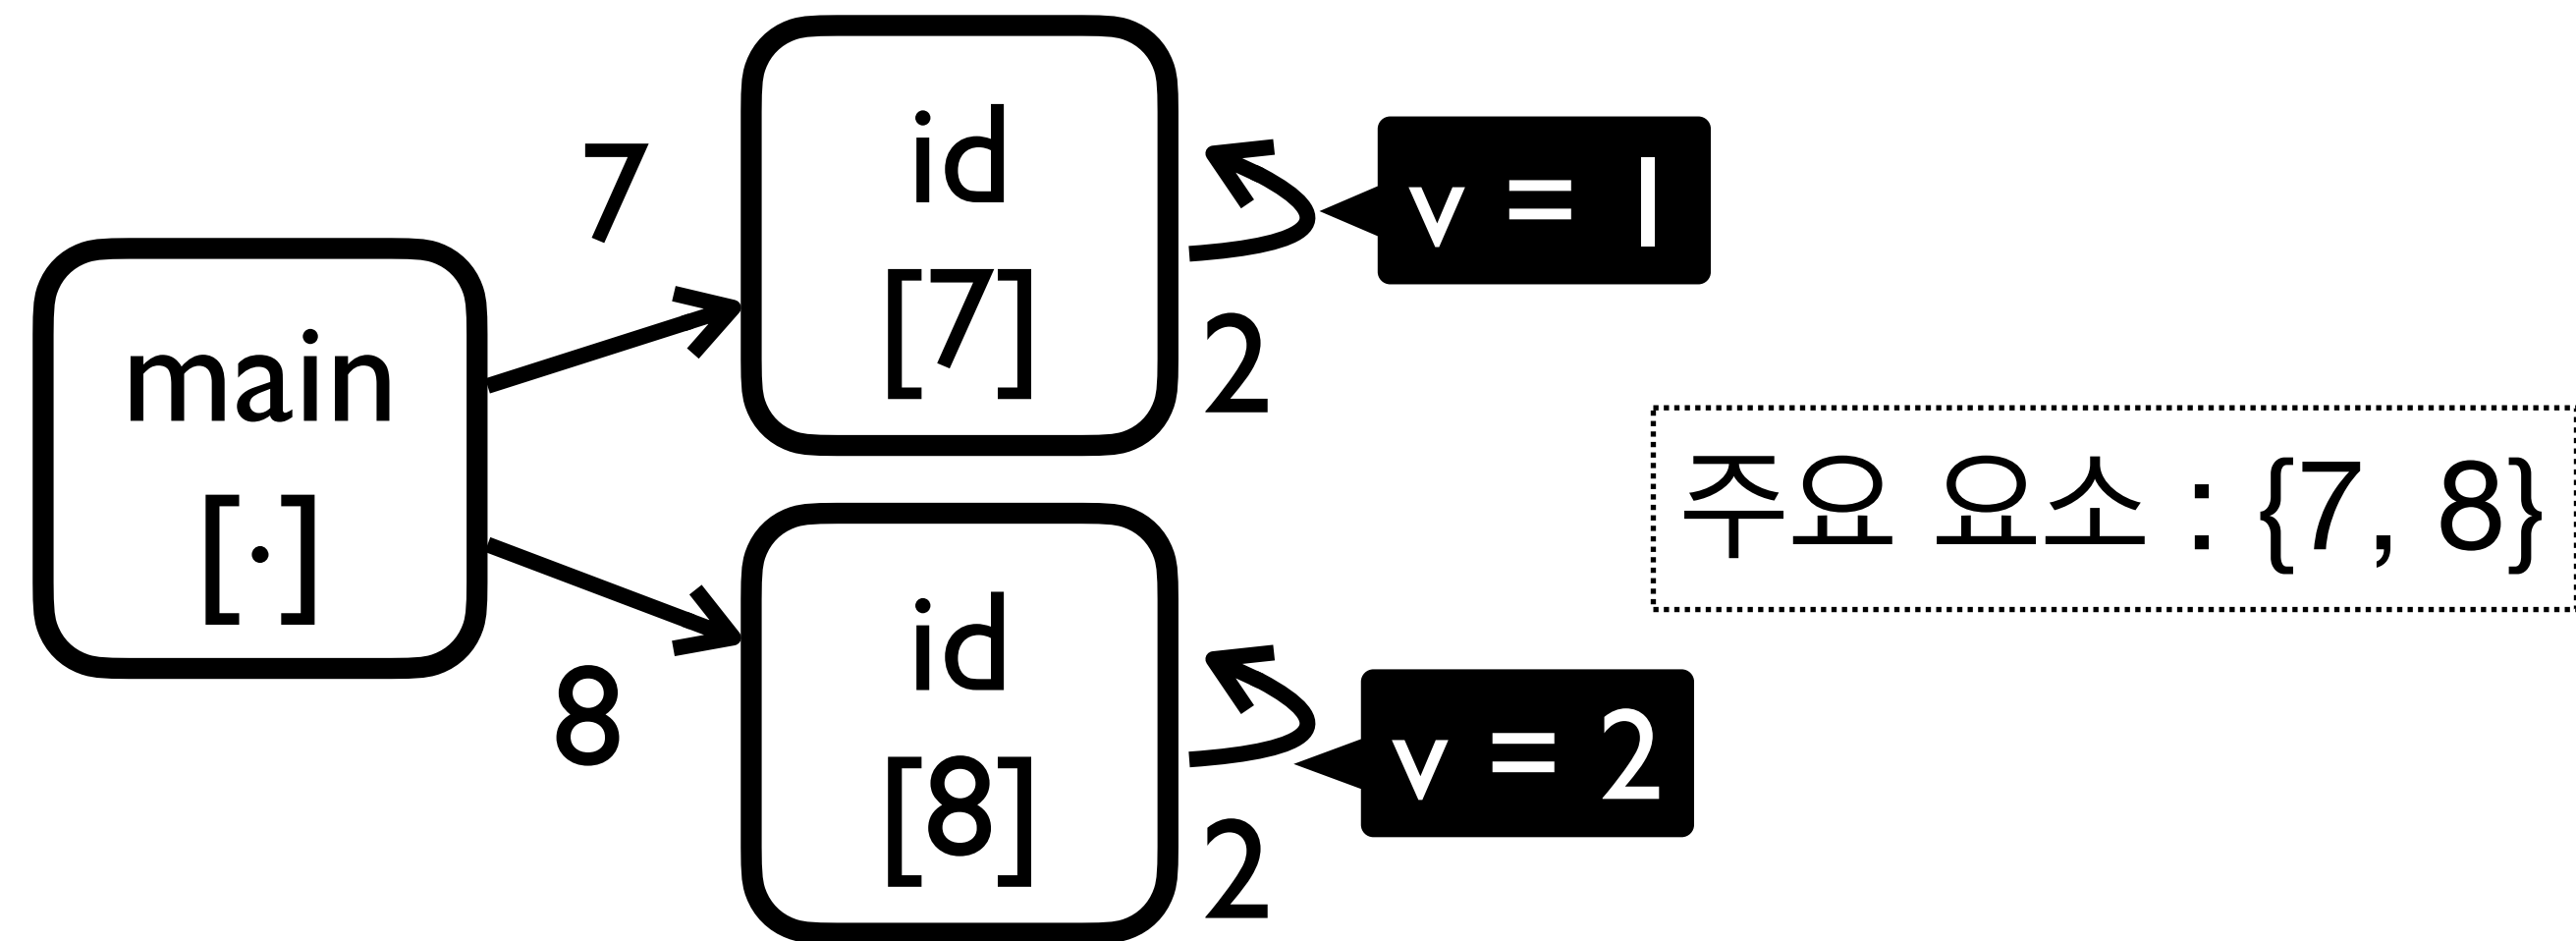 main
[·]
7
8
id
[7]
2
v = 1
id
[8]
2
v = 2
주요 요소 : {7, 8}